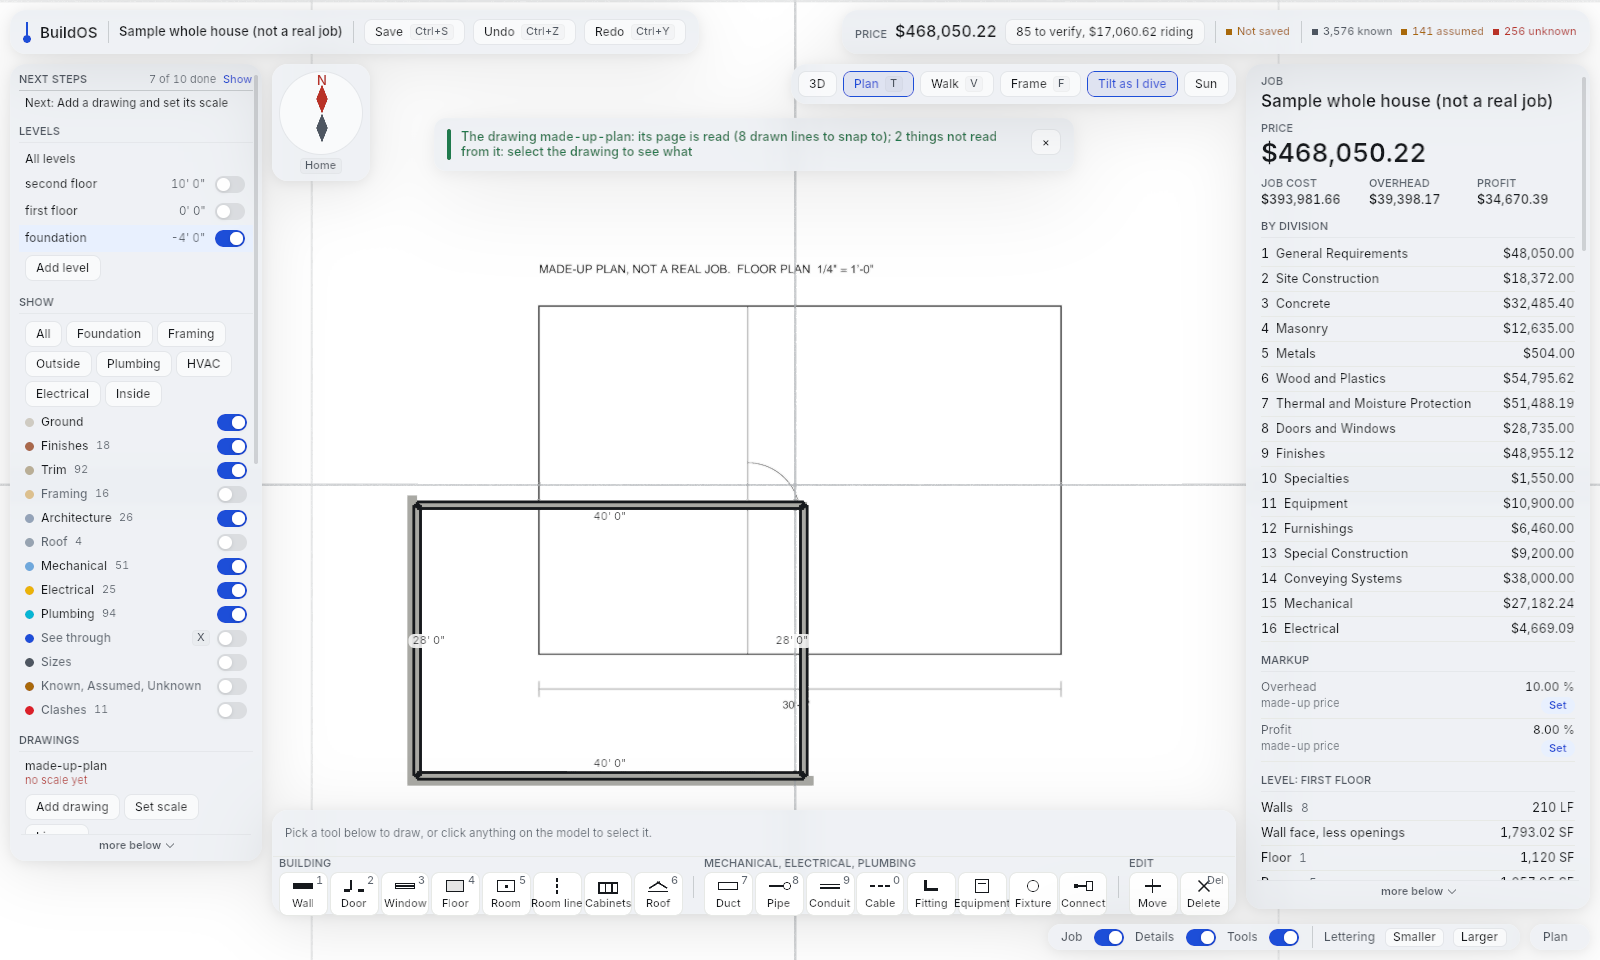 BuildOS
Sample whole house (not a real job)
Save Ctrl+S
Undo Ctrl+Z
Redo Ctrl+Y
PRICE $468,050.22
85 to verify, $17,060.62 riding
Not saved
3,576 known
141 assumed
256 unknown
NEXT STEPS 7 of 10 done Show
Next: Add a drawing and set its scale
LEVELS
All levels
second floor 10' 0"
first floor 0' 0"
foundation -4' 0"
Add level
SHOW
All Foundation Framing
Outside Plumbing HVAC
Electrical Inside
Ground
Finishes 18
Trim 92
Framing 16
Architecture 26
Roof 4
Mechanical 51
Electrical 25
Plumbing 94
See through X
Sizes
Known, Assumed, Unknown
Clashes 11
DRAWINGS
made-up-plan
no scale yet
Add drawing Set scale
more below
N
Home
3D
Plan T
Walk V
Frame F
Tilt as I dive
Sun
The drawing made-up-plan: its page is read (8 drawn lines to snap to); 2 things not read
from it: select the drawing to see what
×
MADE-UP PLAN, NOT A REAL JOB. FLOOR PLAN 1/4" = 1'-0"
40' 0"
28' 0"
28' 0"
30
40' 0"
Pick a tool below to draw, or click anything on the model to select it.
BUILDING
Wall 1
Door 2
Window 3
Floor 4
Room 5
Room line
Cabinets
Roof 6
MECHANICAL, ELECTRICAL, PLUMBING
Duct 7
Pipe 8
Conduit 9
Cable 0
Fitting
Equipment
Fixture
Connect
EDIT
Move
Delete Del
JOB
Sample whole house (not a real job)
PRICE
$468,050.22
JOB COST OVERHEAD PROFIT
$393,981.66 $39,398.17 $34,670.39
BY DIVISION
1 General Requirements $48,050.00
2 Site Construction $18,372.00
3 Concrete $32,485.40
4 Masonry $12,635.00
5 Metals $504.00
6 Wood and Plastics $54,795.62
7 Thermal and Moisture Protection $51,488.19
8 Doors and Windows $28,735.00
9 Finishes $48,955.12
10 Specialties $1,550.00
11 Equipment $10,900.00
12 Furnishings $6,460.00
13 Special Construction $9,200.00
14 Conveying Systems $38,000.00
15 Mechanical $27,182.24
16 Electrical $4,669.09
MARKUP
Overhead 10.00 %
made-up price Set
Profit 8.00 %
made-up price Set
LEVEL: FIRST FLOOR
Walls 8 210 LF
Wall face, less openings 1,793.02 SF
Floor 1 1,120 SF
more below
Job Details Tools
Lettering Smaller Larger
Plan